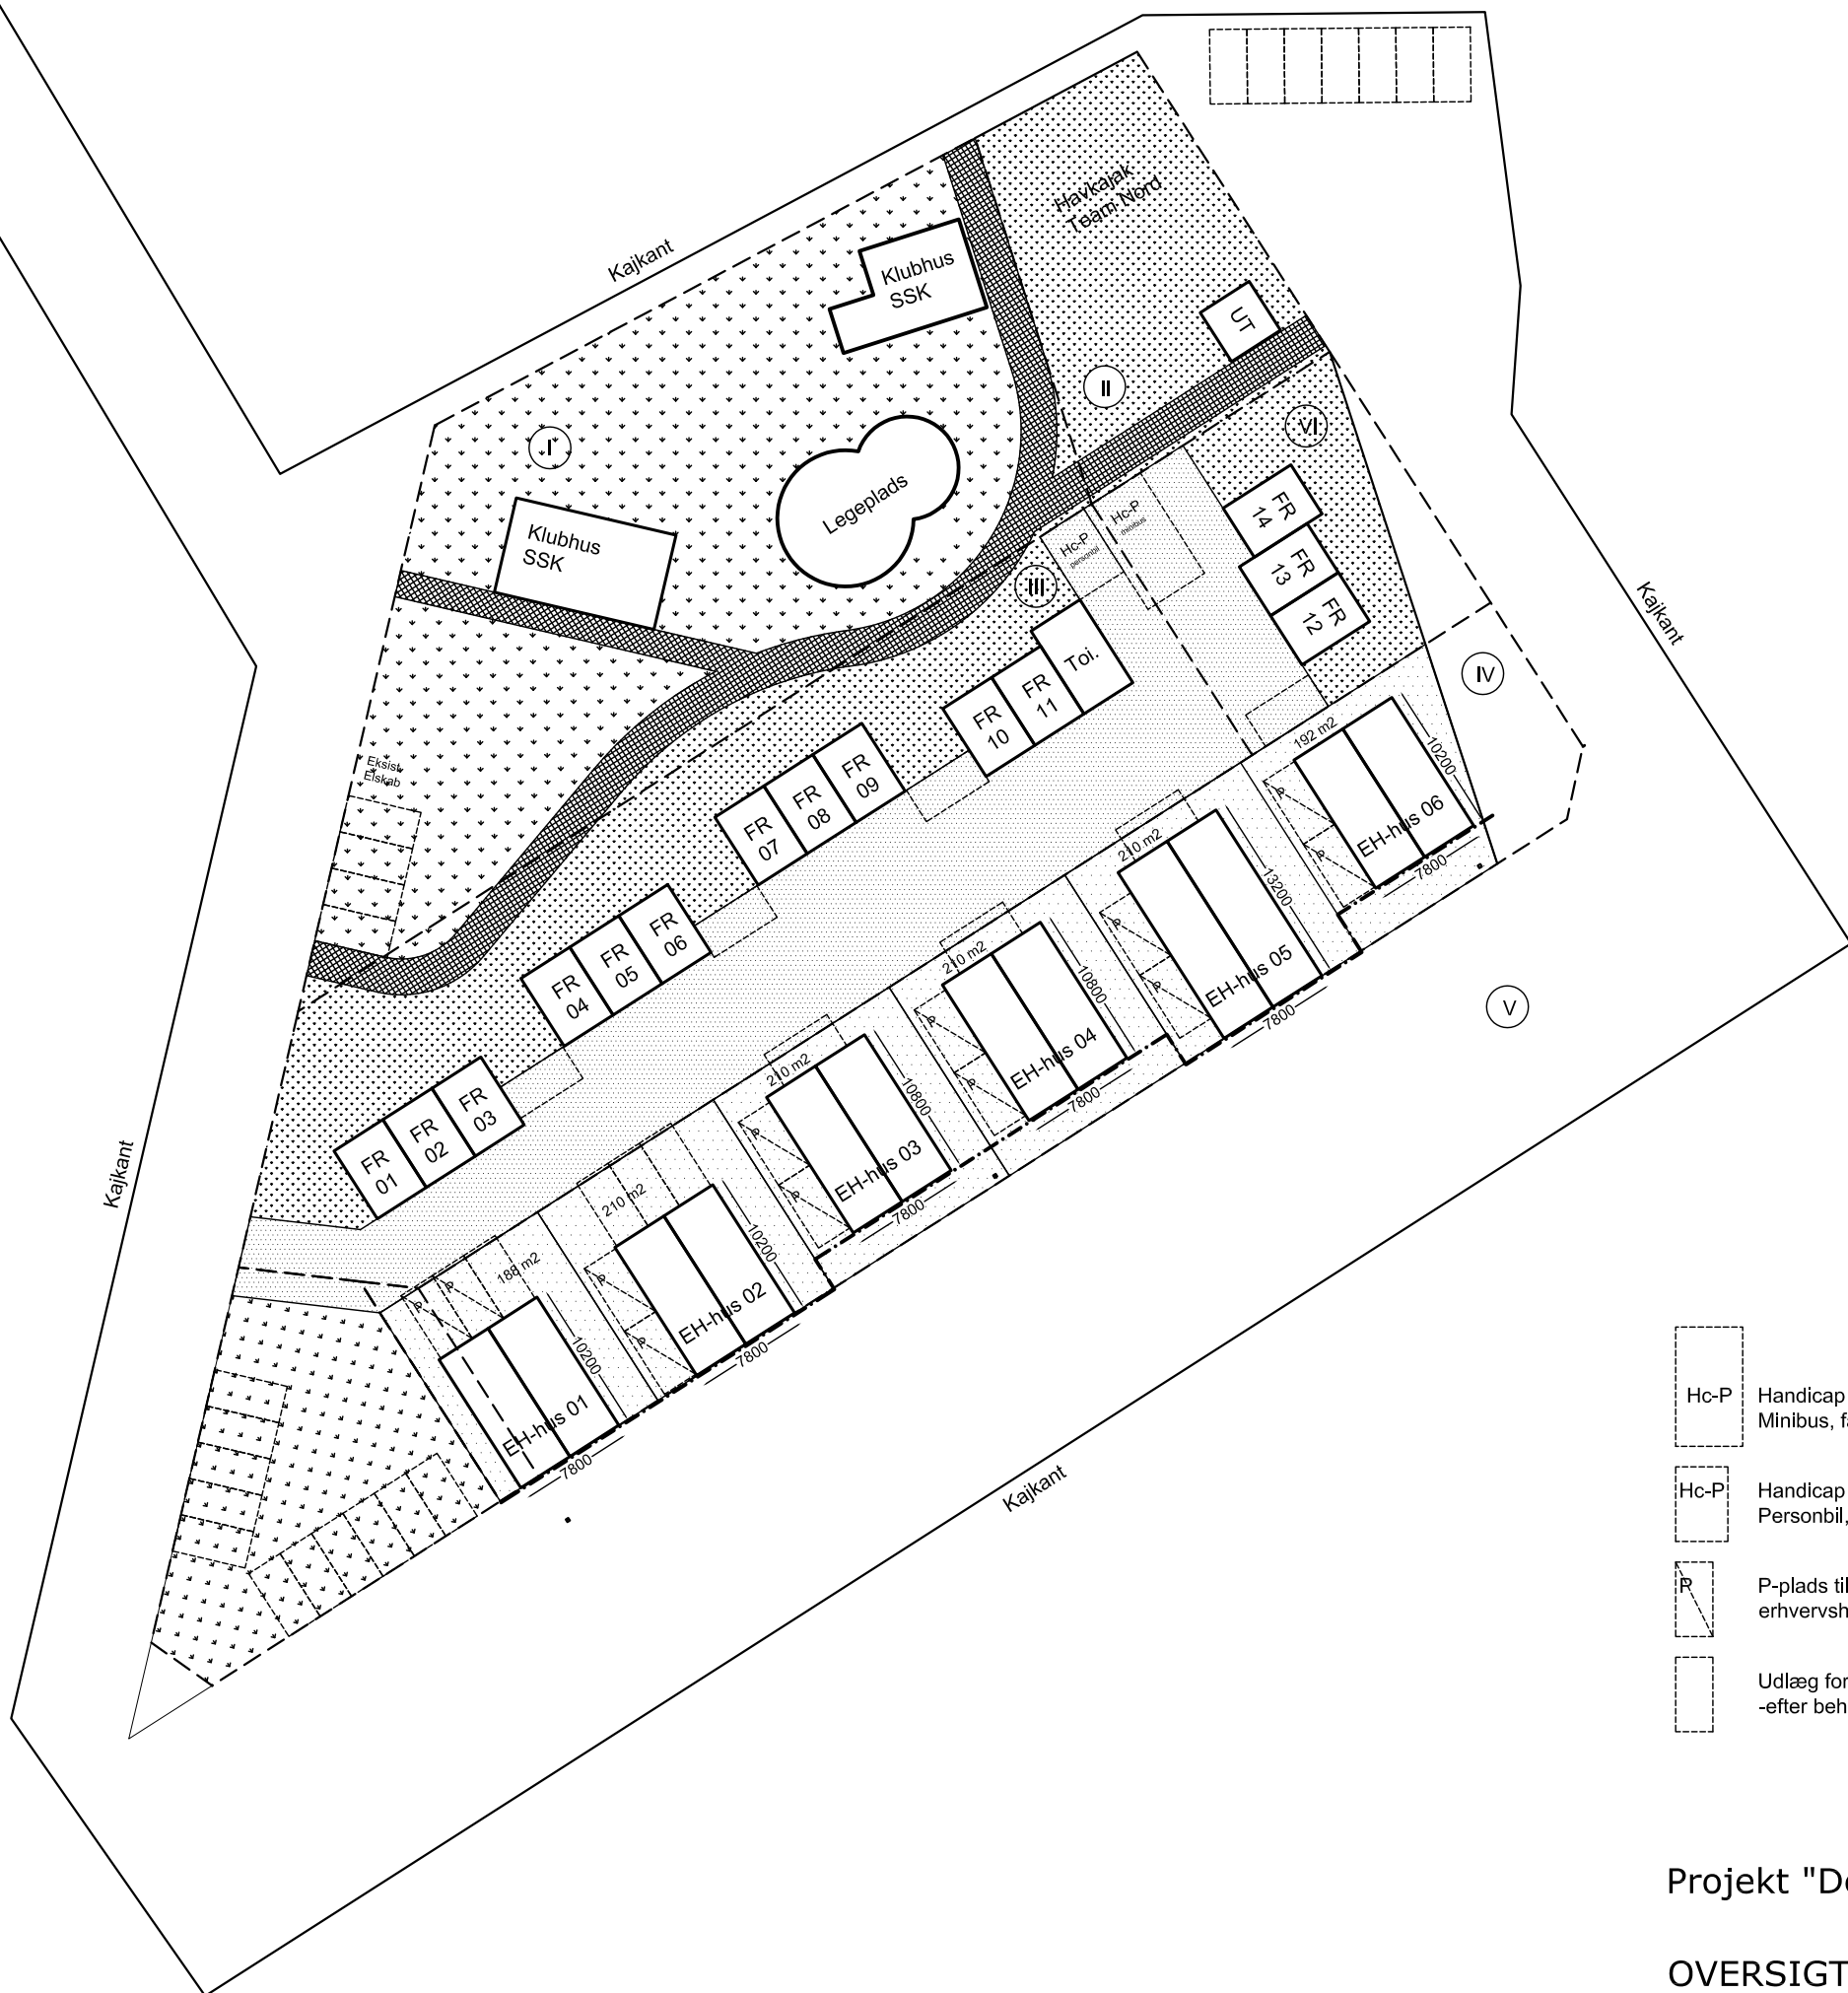 Havkajak
Team Nord
Kajkant
Klubhus
SSK
UT
II
VI
I
Legeplads
Klubhus
SSK
Hc-P
minibus
Hc-P
personbil
III
FR
14
FR
13
FR
12
Kajkant
Toi.
FR
11
FR
10
IV
192 m2
10200
Eksist.
Elskab
FR
09
FR
08
FR
07
P
P
EH-hus 06
7800
210 m2
13200
P
P
EH-hus 05
7800
FR
06
FR
05
FR
04
210 m2
10800
P
P
EH-hus 04
7800
V
FR
03
FR
02
FR
01
210 m2
10800
P
P
EH-hus 03
7800
Kajkant
210 m2
10200
P
P
EH-hus 02
7800
188 m2
P
P
10200
EH-hus 01
7800
Kajkant
Hc-P
Handicap
Minibus, f
Hc-P
Handicap
Personbil,
P
P-plads til
erhvervsh
Udlæg for
-efter beh
Projekt "D
OVERSIGT